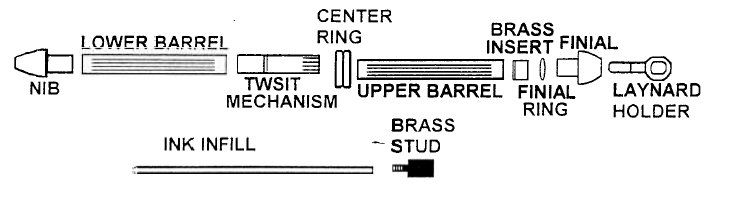 CENTER
RING
LOWER BARREL
BRASS
INSERT
FINIAL
NIB
TWSIT
MECHANISM
UPPER BARREL
FINIAL
RING
LAYNARD
HOLDER
INK INFILL
BRASS
STUD